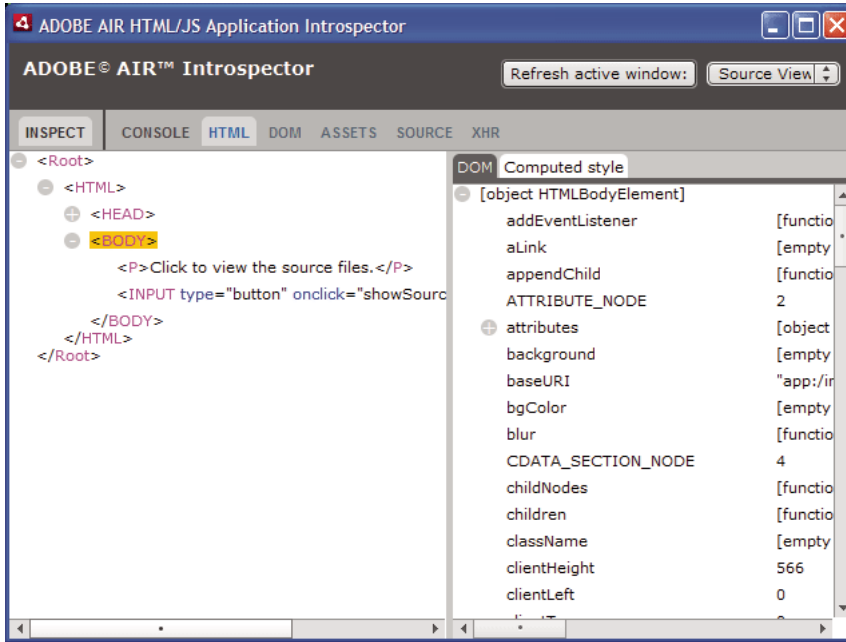 ADOBE AIR HTML/JS Application Introspector
ADOBE© AIR™ Introspector
Refresh active window:
Source View
INSPECT CONSOLE HTML DOM ASSETS SOURCE XHR
<Root>
<HTML>
<HEAD>
<BODY>
<P>Click to view the source files.</P>
<INPUT type="button" onclick="showSourc
</BODY>
</HTML>
</Root>
DOM Computed style
[object HTMLBodyElement]
addEventListener [functio
aLink [empty
appendChild [functio
ATTRIBUTE_NODE 2
attributes [object
background [empty
baseURI "app:/in
bgColor [empty
blur [functio
CDATA_SECTION_NODE 4
childNodes [functio
children [functio
className [empty
clientHeight 566
clientLeft 0